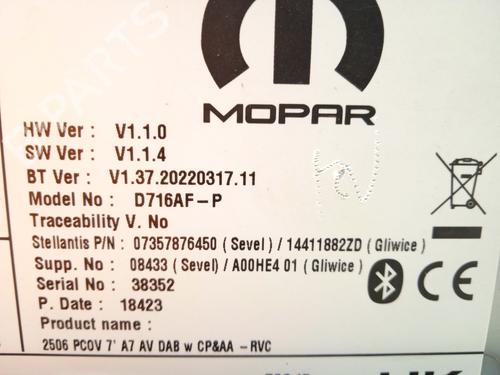 MOPAR
HW Ver : V1.1.0
SW Ver : V1.1.4
BT Ver : V1.37.20220317.11
Model No : D716AF-P
Traceability V. No
Stellantis P/N : 07357876450 ( Sevel ) / 14411882ZD ( Gliwice )
Supp. No : 08433 ( Sevel) / A00HE4 01 ( Gliwice )
Serial No : 38352
P. Date : 18423
Product name :
2506 PCOV 7' A7 AV DAB w CP&AA -RVC